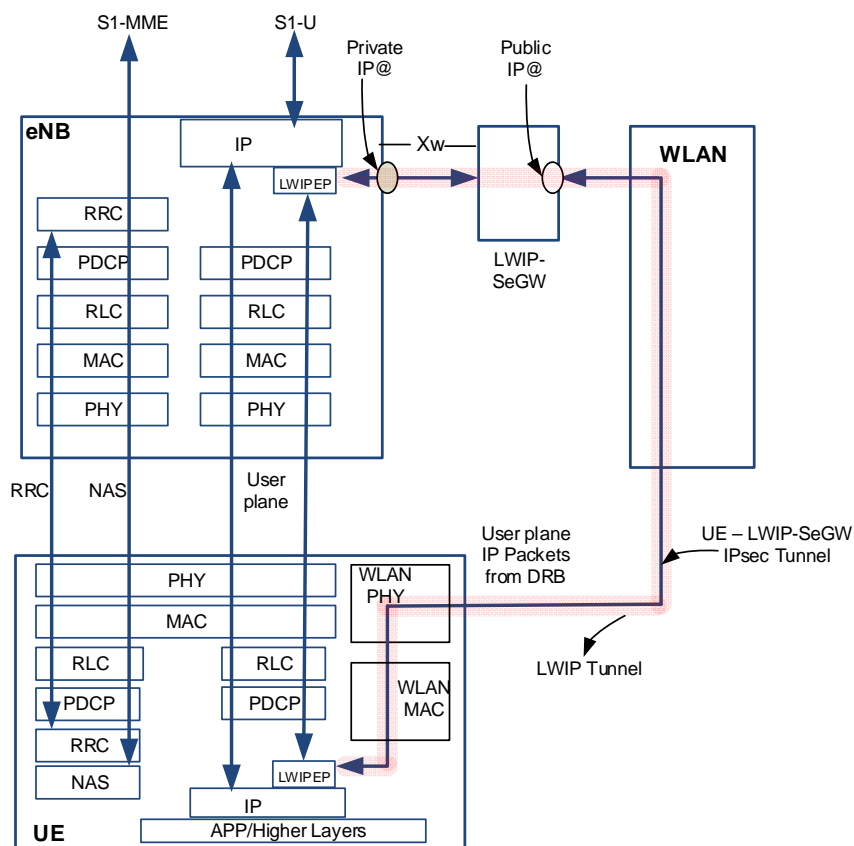 S1-MME
S1-U
Private
IP@
Public
IP@
eNB
IP
Xw
WLAN
LWIPEP
RRC
PDCP
PDCP
LWIP-
SeGW
RLC
RLC
MAC
MAC
PHY
PHY
RRC
NAS
User
plane
User plane
IP Packets
from DRB
UE – LWIP-SeGW
IPsec Tunnel
PHY
WLAN
PHY
MAC
LWIP Tunnel
RLC
RLC
WLAN
MAC
PDCP
PDCP
RRC
NAS
LWIPEP
IP
APP/Higher Layers
UE